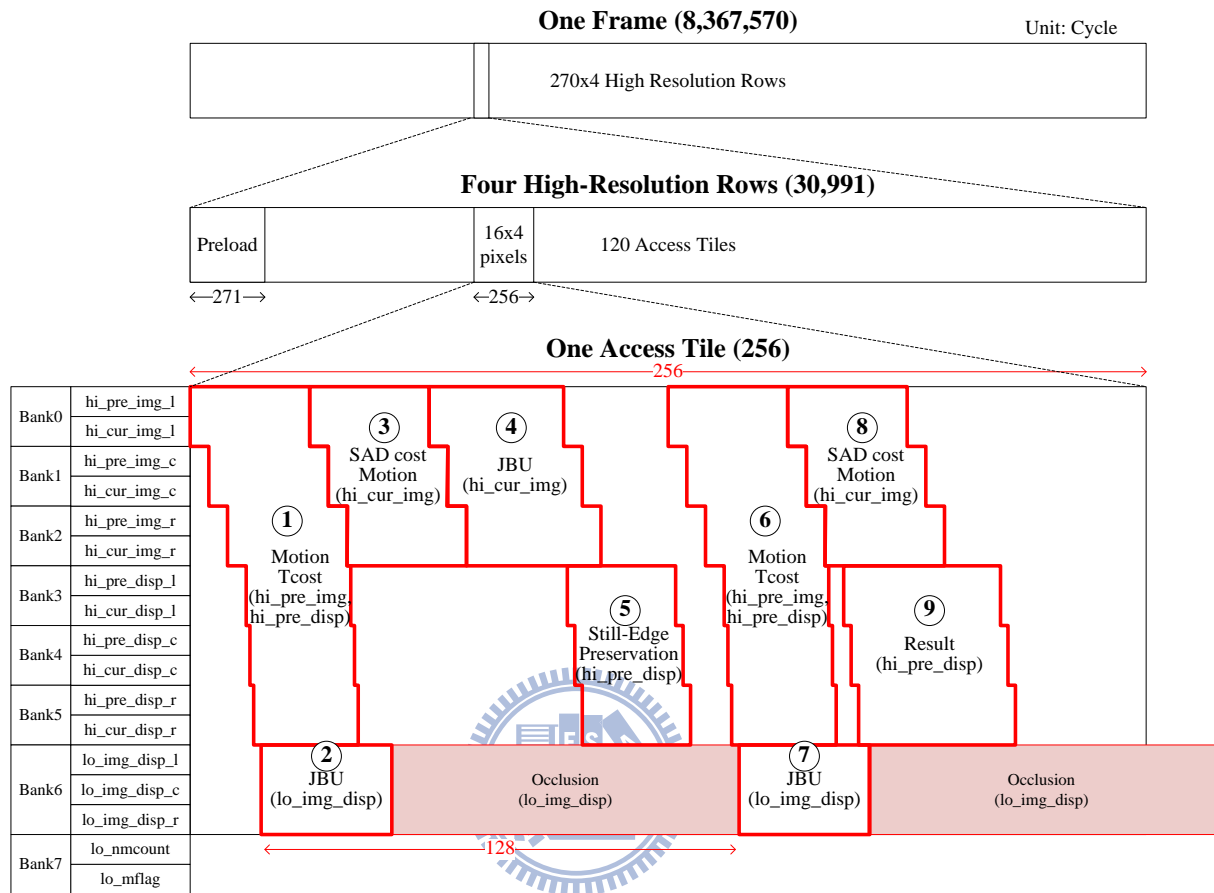 One Frame (8,367,570)
Unit: Cycle
270x4 High Resolution Rows
Four High-Resolution Rows (30,991)
Preload
16x4
pixels
120 Access Tiles
271
256
One Access Tile (256)
256
Bank0
hi_pre_img_l
hi_cur_img_l
Bank1
hi_pre_img_c
hi_cur_img_c
Bank2
hi_pre_img_r
hi_cur_img_r
Bank3
hi_pre_disp_l
hi_cur_disp_l
Bank4
hi_pre_disp_c
hi_cur_disp_c
Bank5
hi_pre_disp_r
hi_cur_disp_r
Bank6
lo_img_disp_l
lo_img_disp_c
lo_img_disp_r
Bank7
lo_nmcount
lo_mflag
1
Motion
Tcost
(hi_pre_img,
hi_pre_disp)
2
JBU
(lo_img_disp)
3
SAD cost
Motion
(hi_cur_img)
4
JBU
(hi_cur_img)
5
Still-Edge
Preservation
(hi_pre_disp)
6
Motion
Tcost
(hi_pre_img,
hi_pre_disp)
7
JBU
(lo_img_disp)
8
SAD cost
Motion
(hi_cur_img)
9
Result
(hi_pre_disp)
Occlusion
(lo_img_disp)
Occlusion
(lo_img_disp)
128